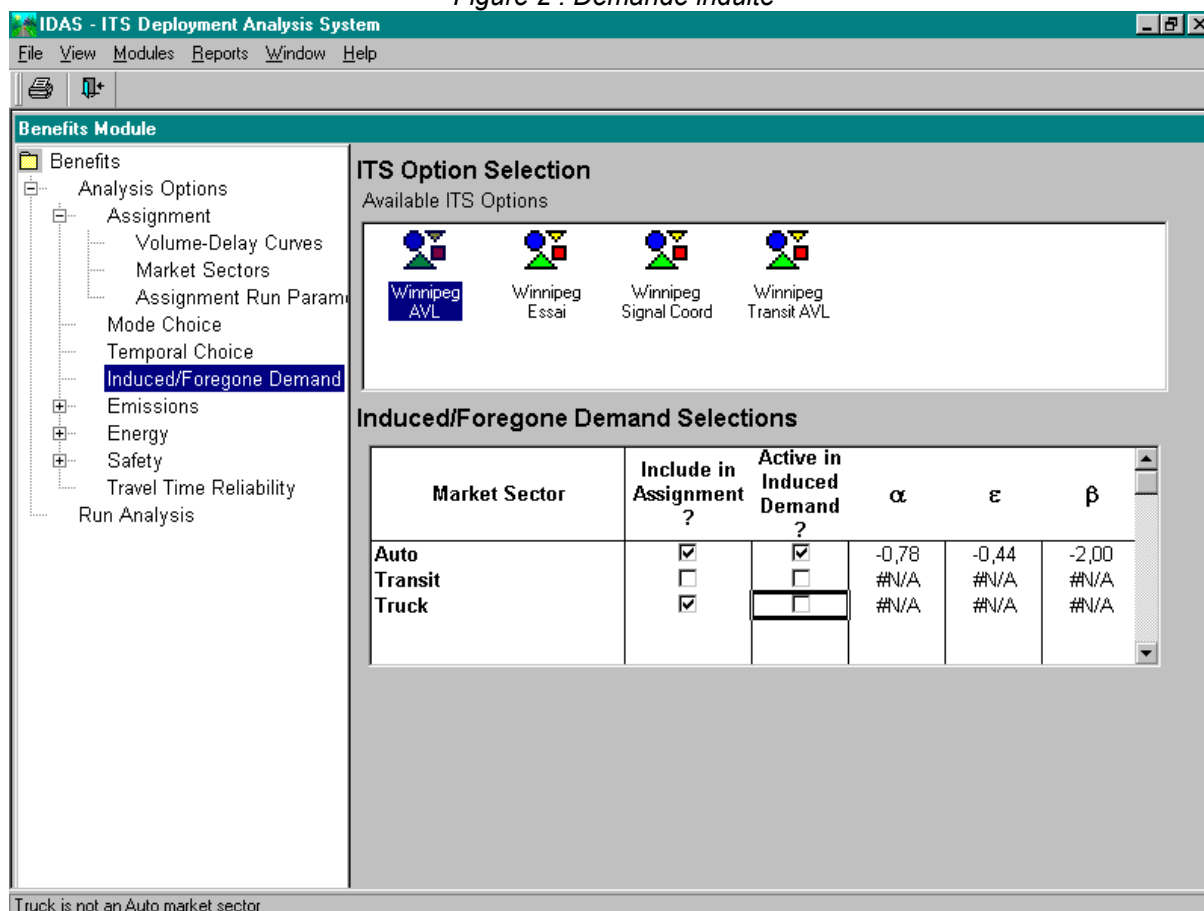 Figure 2 : Demande induite
IDAS - ITS Deployment Analysis System
File View Modules Reports Window Help
Benefits Module
Benefits
Analysis Options
Assignment
Volume-Delay Curves
Market Sectors
Assignment Run Param
Mode Choice
Temporal Choice
Induced/Foregone Demand
Emissions
Energy
Safety
Travel Time Reliability
Run Analysis
ITS Option Selection
Available ITS Options
Winnipeg AVL
Winnipeg Essai
Winnipeg Signal Coord
Winnipeg Transit AVL
Induced/Foregone Demand Selections
Market Sector Include in Assignment ? Active in Induced Demand ? α ε β
Auto -0,78 -0,44 -2,00
Transit #N/A #N/A #N/A
Truck #N/A #N/A #N/A
Truck is not an Auto market sector